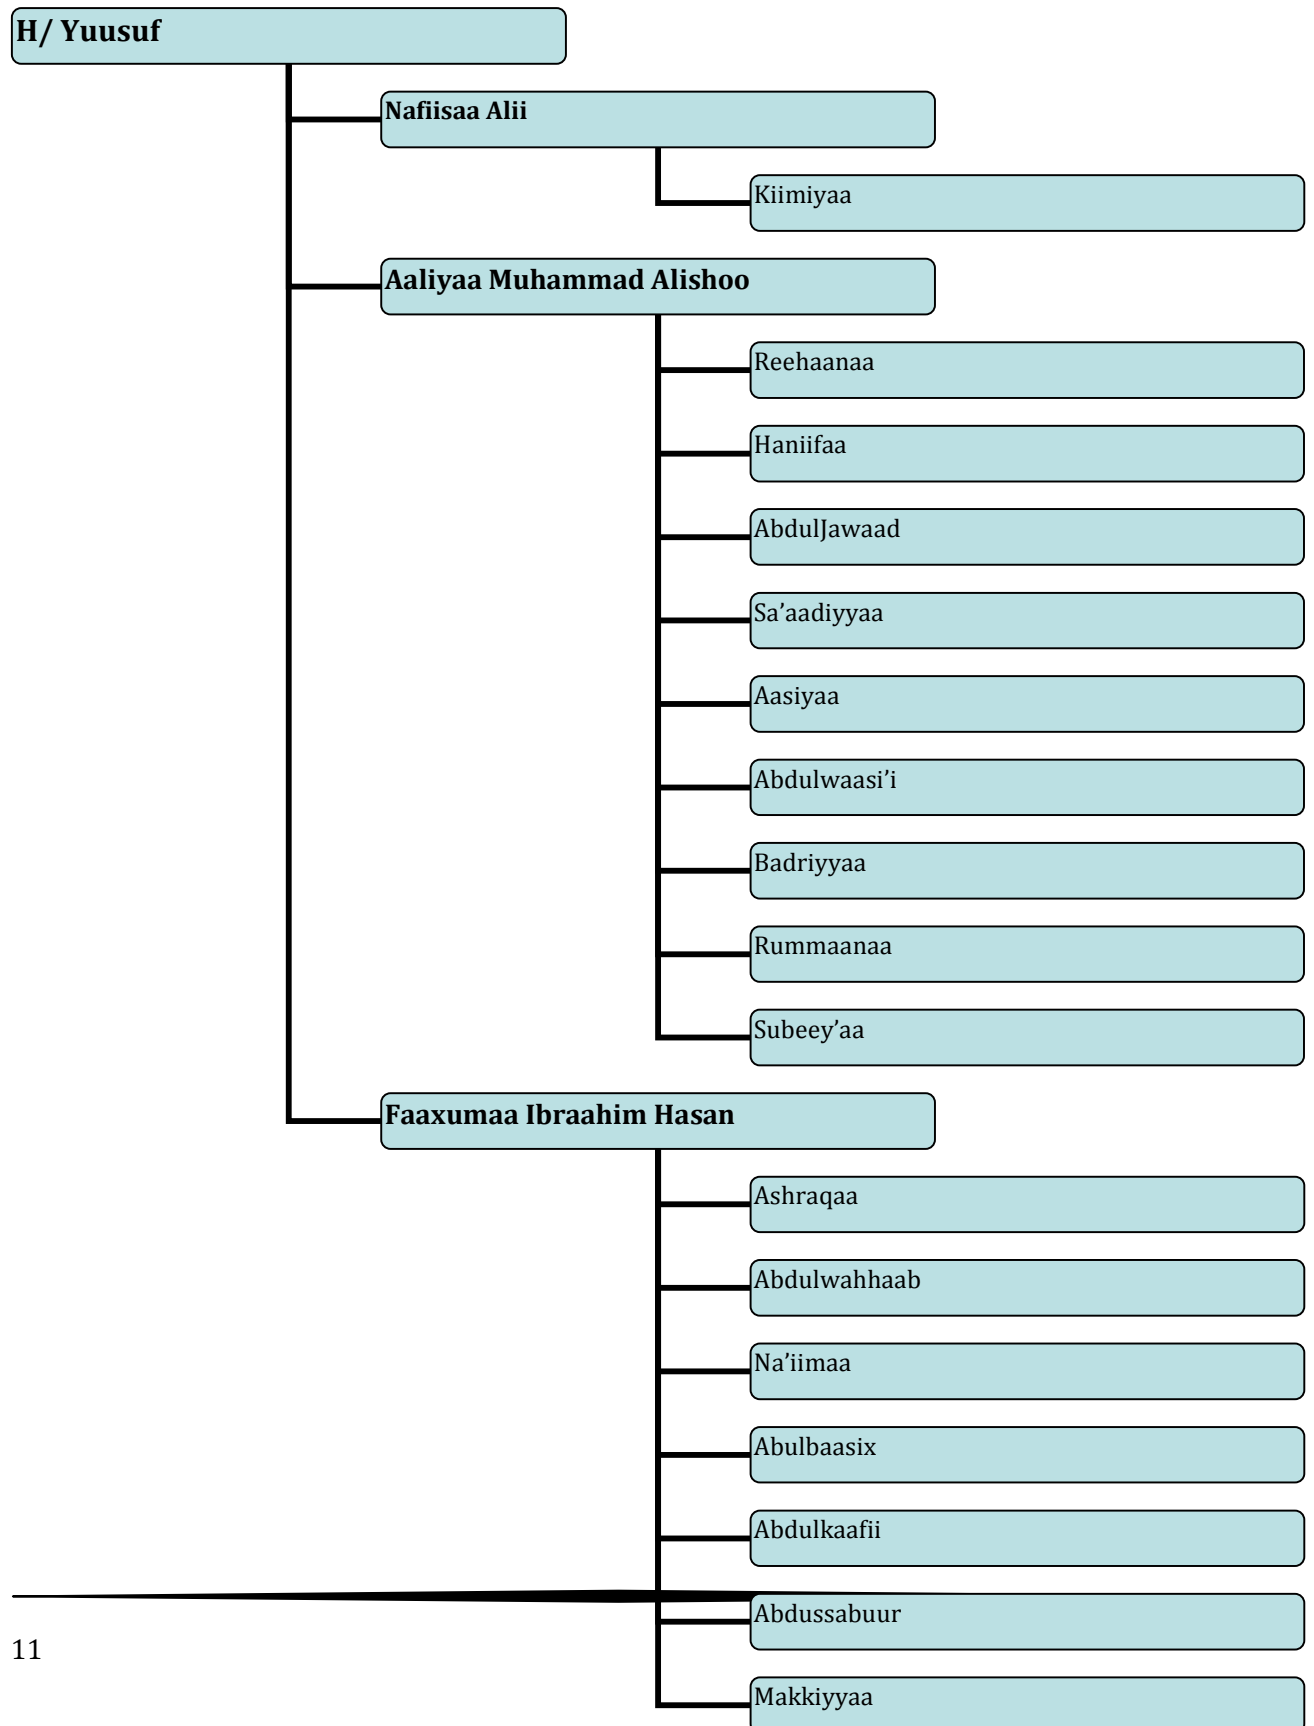 H/ Yuusuf
Nafiisaa Alii
Kiimiyaa
Aaliyaa Muhammad Alishoo
Reehaanaa
Haniifaa
AbdulJawaad
Sa’aadiyyaa
Aasiyaa
Abdulwaasi’i
Badriyyaa
Rummaanaa
Subeey’aa
Faaxumaa Ibraahim Hasan
Ashraqaa
Abdulwahhaab
Na’iimaa
Abulbaasix
Abdulkaafii
Abdussabuur
11
Makkiyyaa